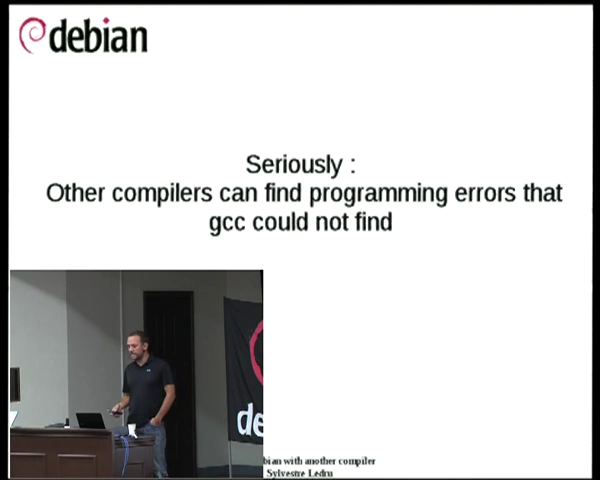 debian
Seriously :
Other compilers can find programming errors that
gcc could not find
de
bian with another compiler
Sylvestre Ledru